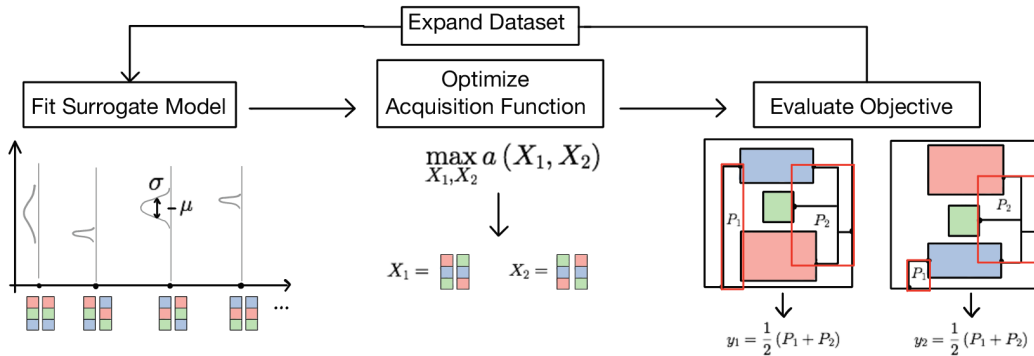 Expand Dataset
Fit Surrogate Model
Optimize
Acquisition Function
Evaluate Objective
σ
μ
...
max a (X₁, X₂)
X₁,X₂
X₁ =
X₂ =
P₁
P₂
P₂
P₁
y₁ = 1/2 (P₁ + P₂)
y₂ = 1/2 (P₁ + P₂)